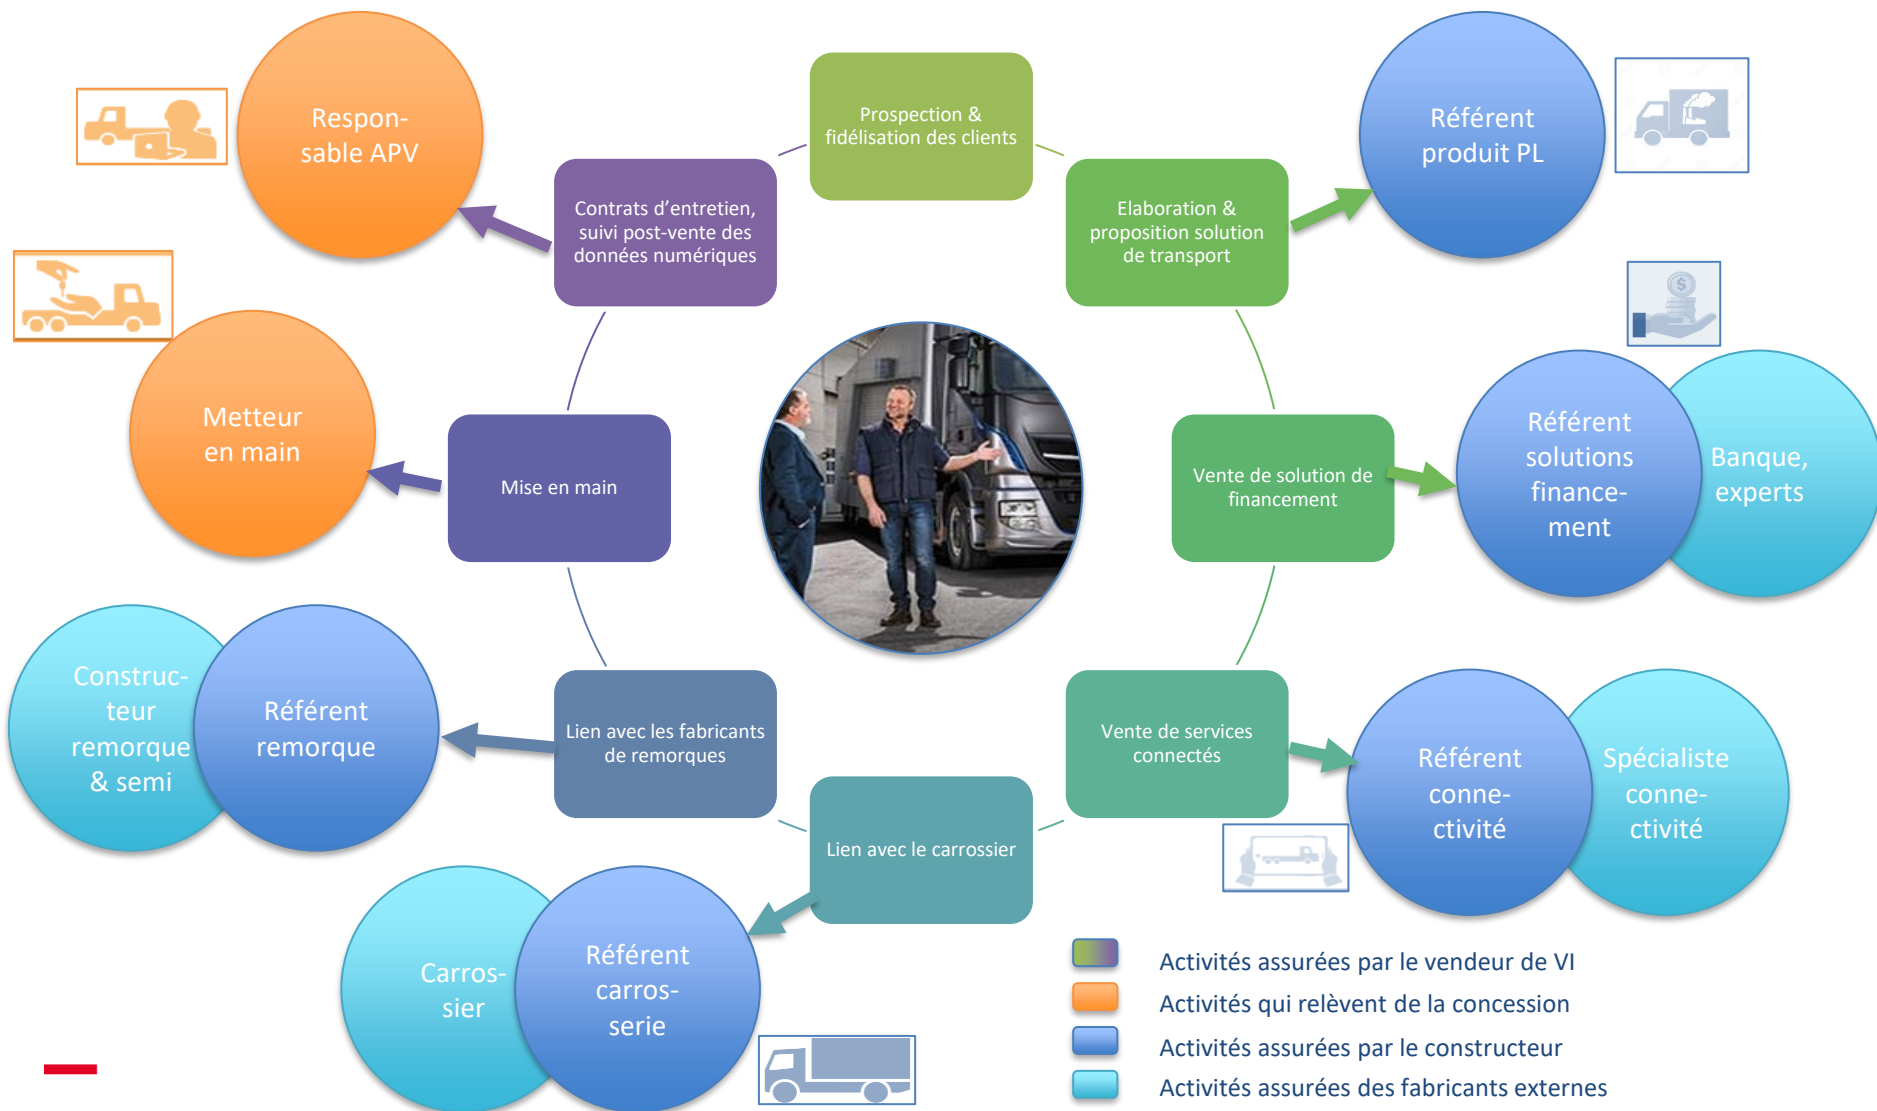 Prospection &
fidélisation des clients
Respon-
sable APV
Référent
produit PL
Contrats d'entretien,
suivi post-vente des
données numériques
Elaboration &
proposition solution
de transport
Metteur
en main
Mise en main
Vente de solution de
financement
Référent
solutions
finance-
ment
Banque,
experts
Construc-
teur
remorque
& semi
Référent
remorque
Lien avec les fabricants
de remorques
Vente de services
connectés
Référent
conne-
ctivité
Spécialiste
conne-
ctivité
Lien avec le carrossier
Carros-
sier
Référent
carros-
serie
Activités assurées par le vendeur de VI
Activités qui relèvent de la concession
Activités assurées par le constructeur
Activités assurées des fabricants externes
$